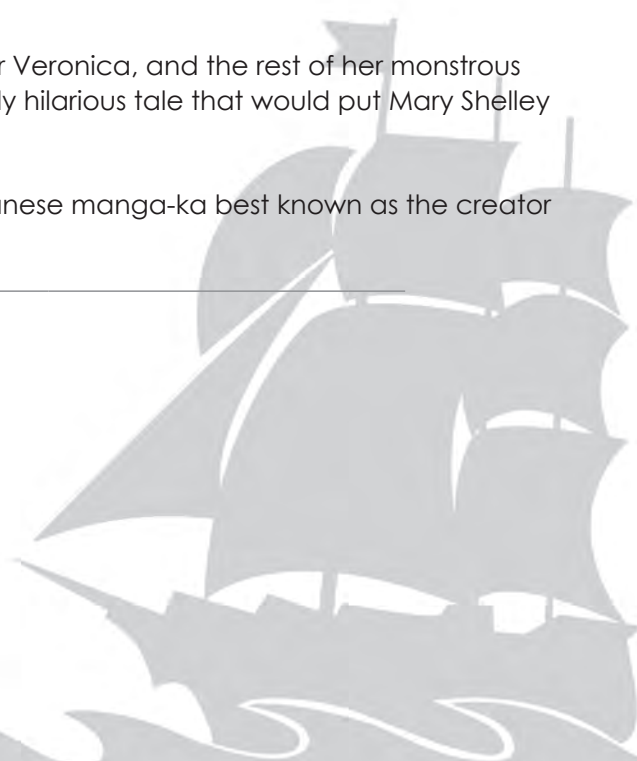 r Veronica, and the rest of her monstrous
ly hilarious tale that would put Mary Shelley
anese manga-ka best known as the creator